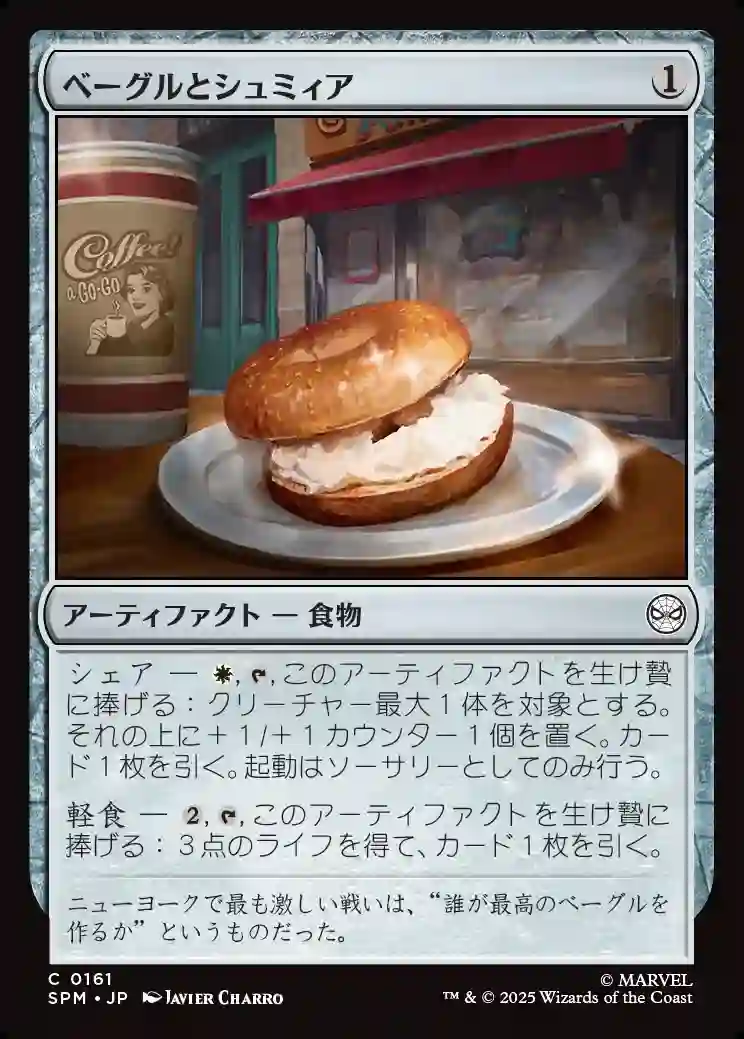 ベーグルとシュミィア
1
Coffee!
a GO-GO
アーティファクト — 食物
シェア — , , このアーティファクトを生け贄
に捧げる：クリーチャー最大１体を対象とする。
それの上に＋１/＋１カウンター１個を置く。カー
ド１枚を引く。起動はソーサリーとしてのみ行う。
軽食 — 2, , このアーティファクトを生け贄に
捧げる：３点のライフを得て、カード１枚を引く。
ニューヨークで最も激しい戦いは、“誰が最高のベーグルを
作るか” というものだった。
C 0161
SPM • JP Javier Charro
© MARVEL
™ & © 2025 Wizards of the Coast